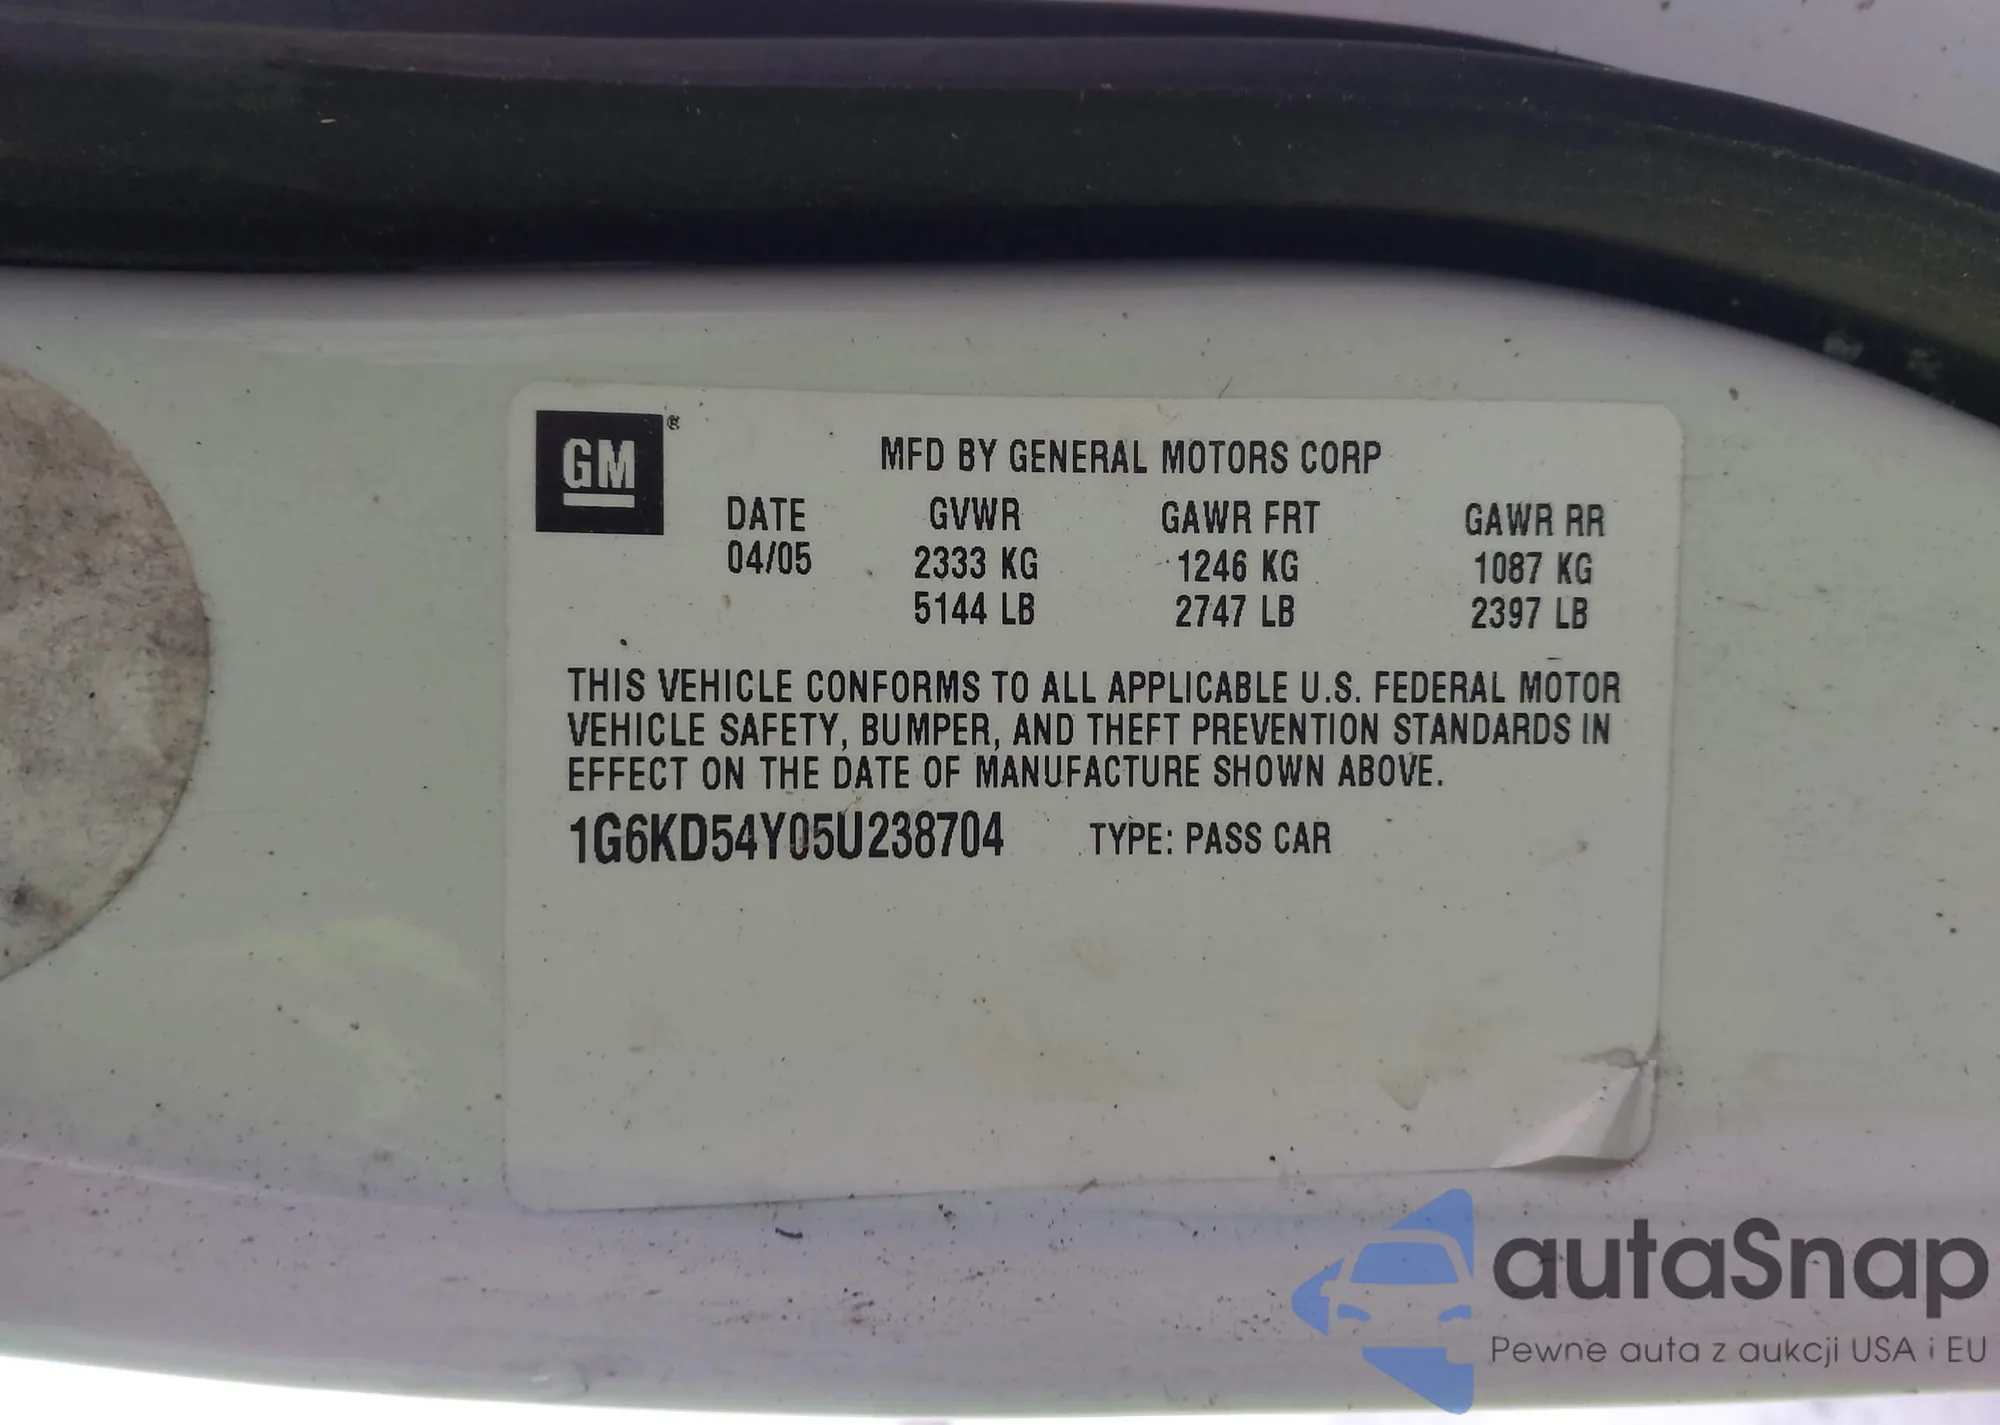 GM®
MFD BY GENERAL MOTORS CORP
DATE GVWR GAWR FRT GAWR RR
04/05 2333 KG 1246 KG 1087 KG
5144 LB 2747 LB 2397 LB
THIS VEHICLE CONFORMS TO ALL APPLICABLE U.S. FEDERAL MOTOR
VEHICLE SAFETY, BUMPER, AND THEFT PREVENTION STANDARDS IN
EFFECT ON THE DATE OF MANUFACTURE SHOWN ABOVE.
1G6KD54Y05U238704 TYPE: PASS CAR
autaSnap
Pewne auta z aukcji USA i EU